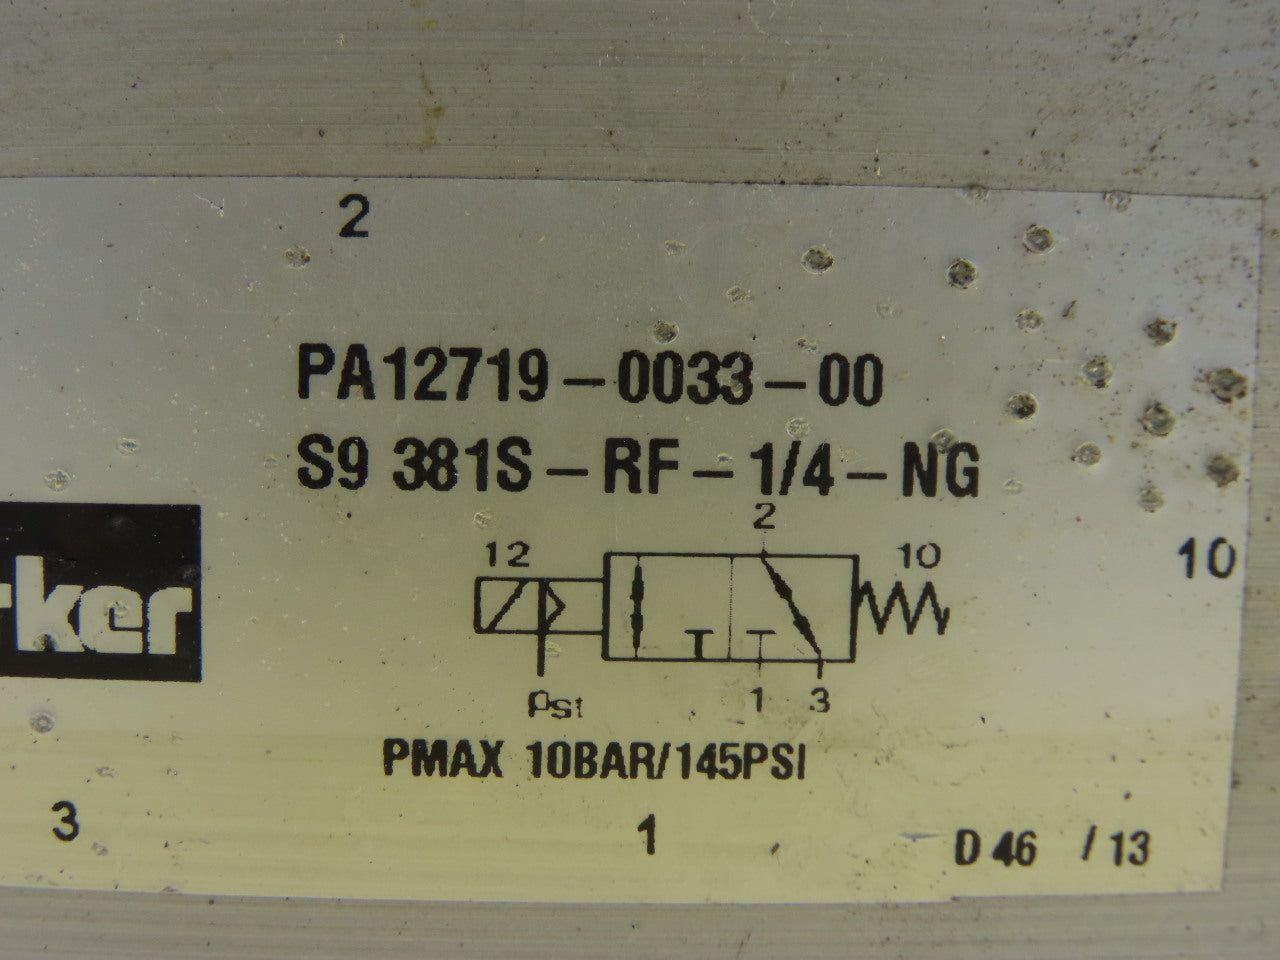 2
PA12719-0033-00
S9 381S-RF-1/4-NG
2
12
10
10
rker
Pst
1
3
PMAX 10BAR/145PSI
3
1
D 46 / 13